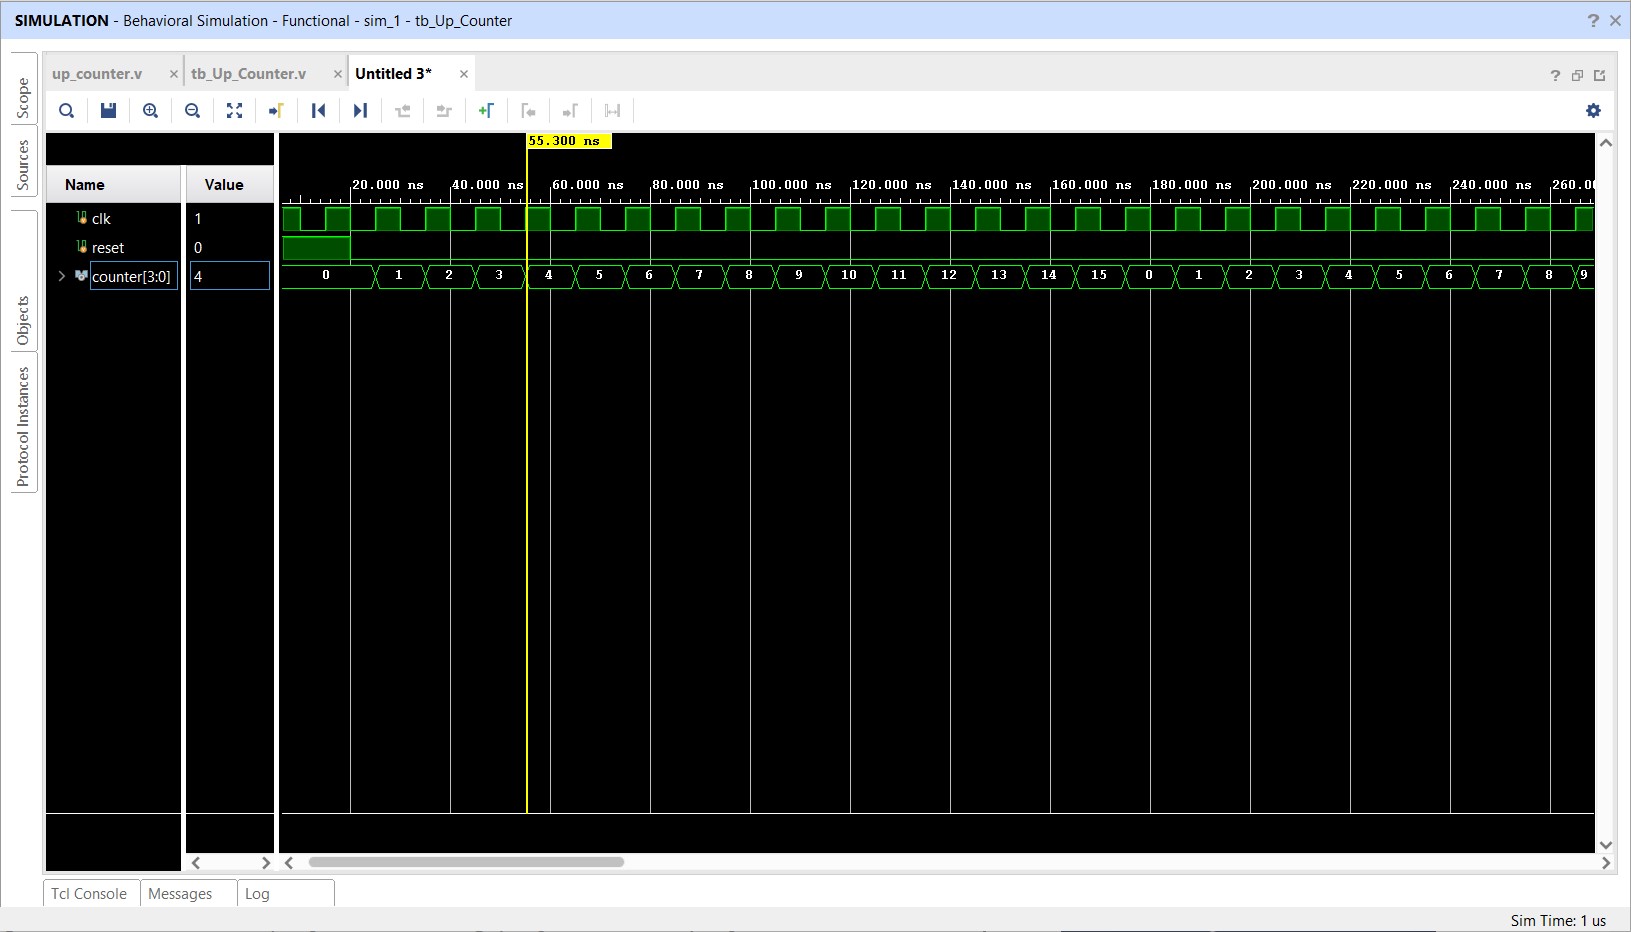 SIMULATION - Behavioral Simulation - Functional - sim_1 - tb_Up_Counter
? ×
Scope
Sources
Objects
Protocol Instances
up_counter.v ×
tb_Up_Counter.v ×
Untitled 3* ×
?
55.300 ns
Name Value
20.000 ns 40.000 ns 60.000 ns 80.000 ns 100.000 ns 120.000 ns 140.000 ns 160.000 ns 180.000 ns 200.000 ns 220.000 ns 240.000 ns 260.0
clk 1
reset 0
counter[3:0] 4
0 1 2 3 4 5 6 7 8 9 10 11 12 13 14 15 0 1 2 3 4 5 6 7 8 9
Tcl Console Messages Log
Sim Time: 1 us